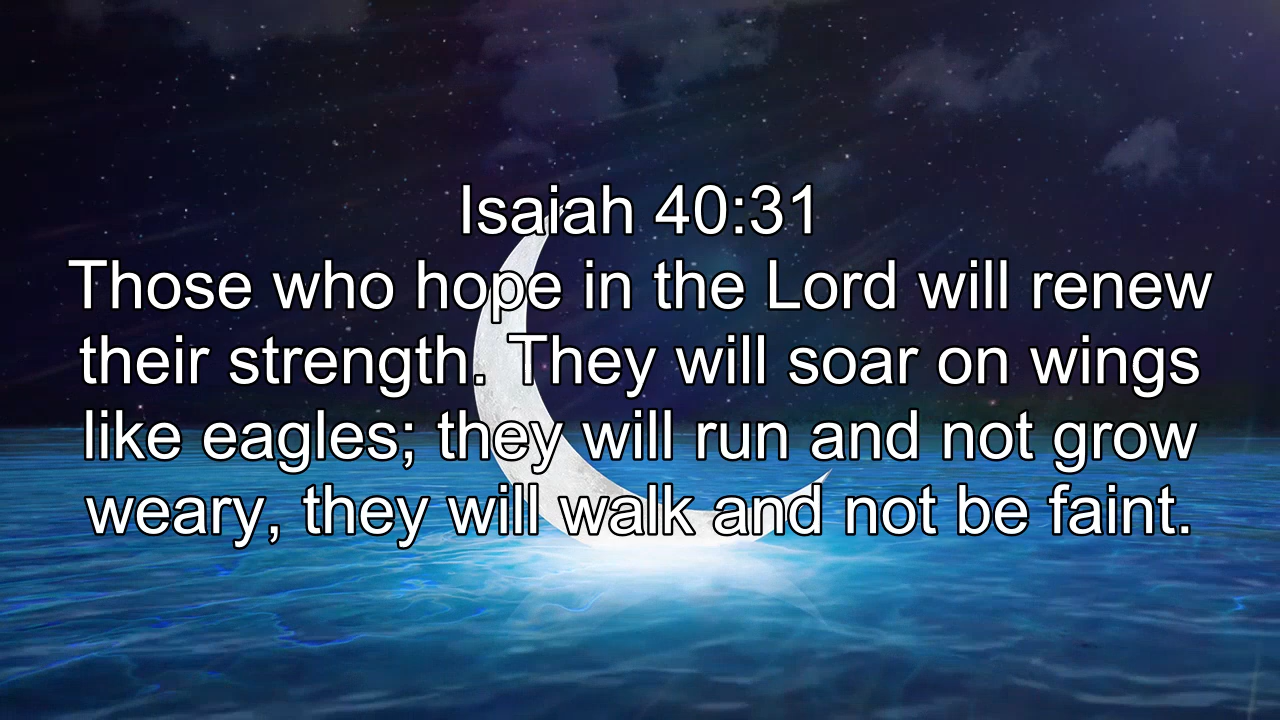 Isaiah 40:31
Those who hope in the Lord will renew
their strength. They will soar on wings
like eagles; they will run and not grow
weary, they will walk and not be faint.